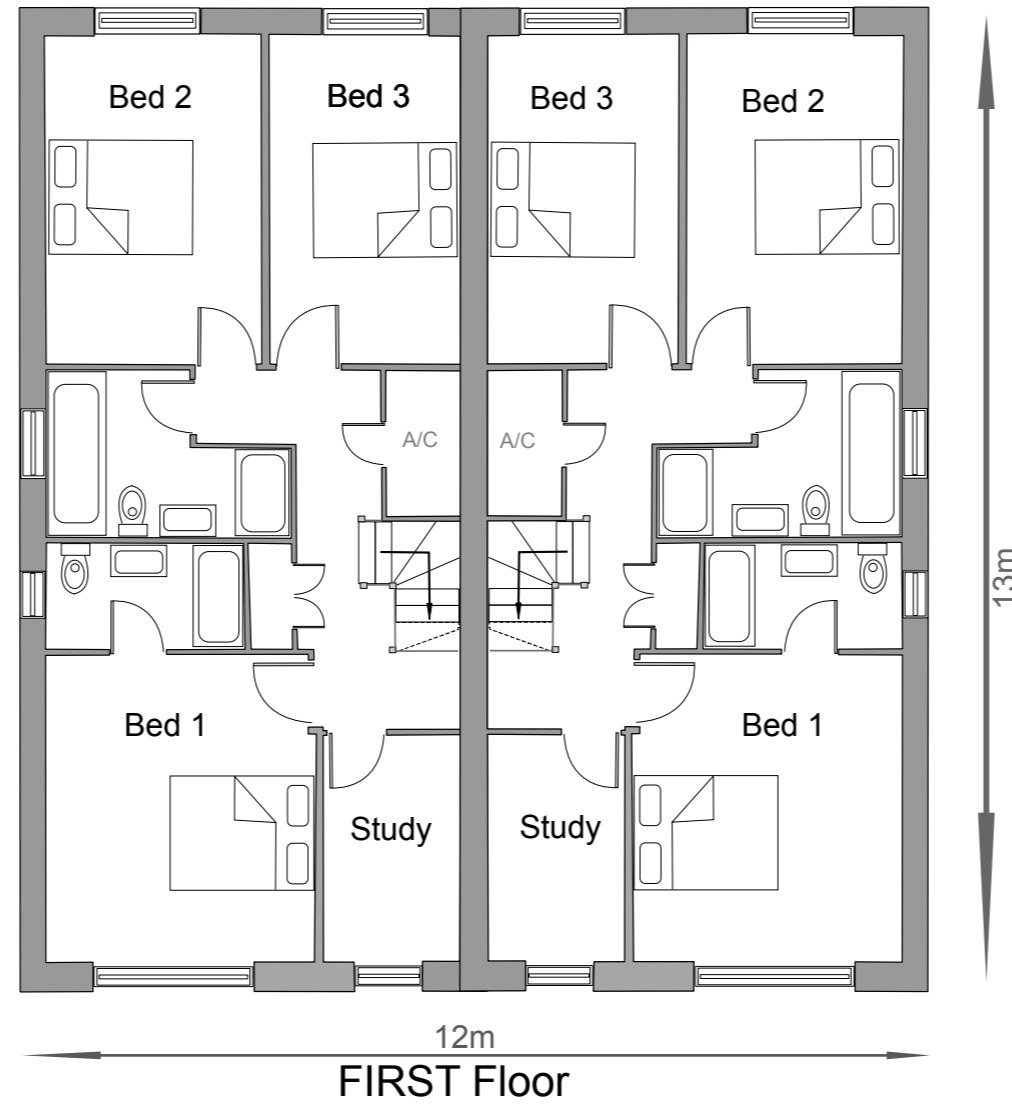 Bed 2
Bed 3
Bed 3
Bed 2
A/C
A/C
13m
Bed 1
Bed 1
Study
Study
12m
FIRST Floor